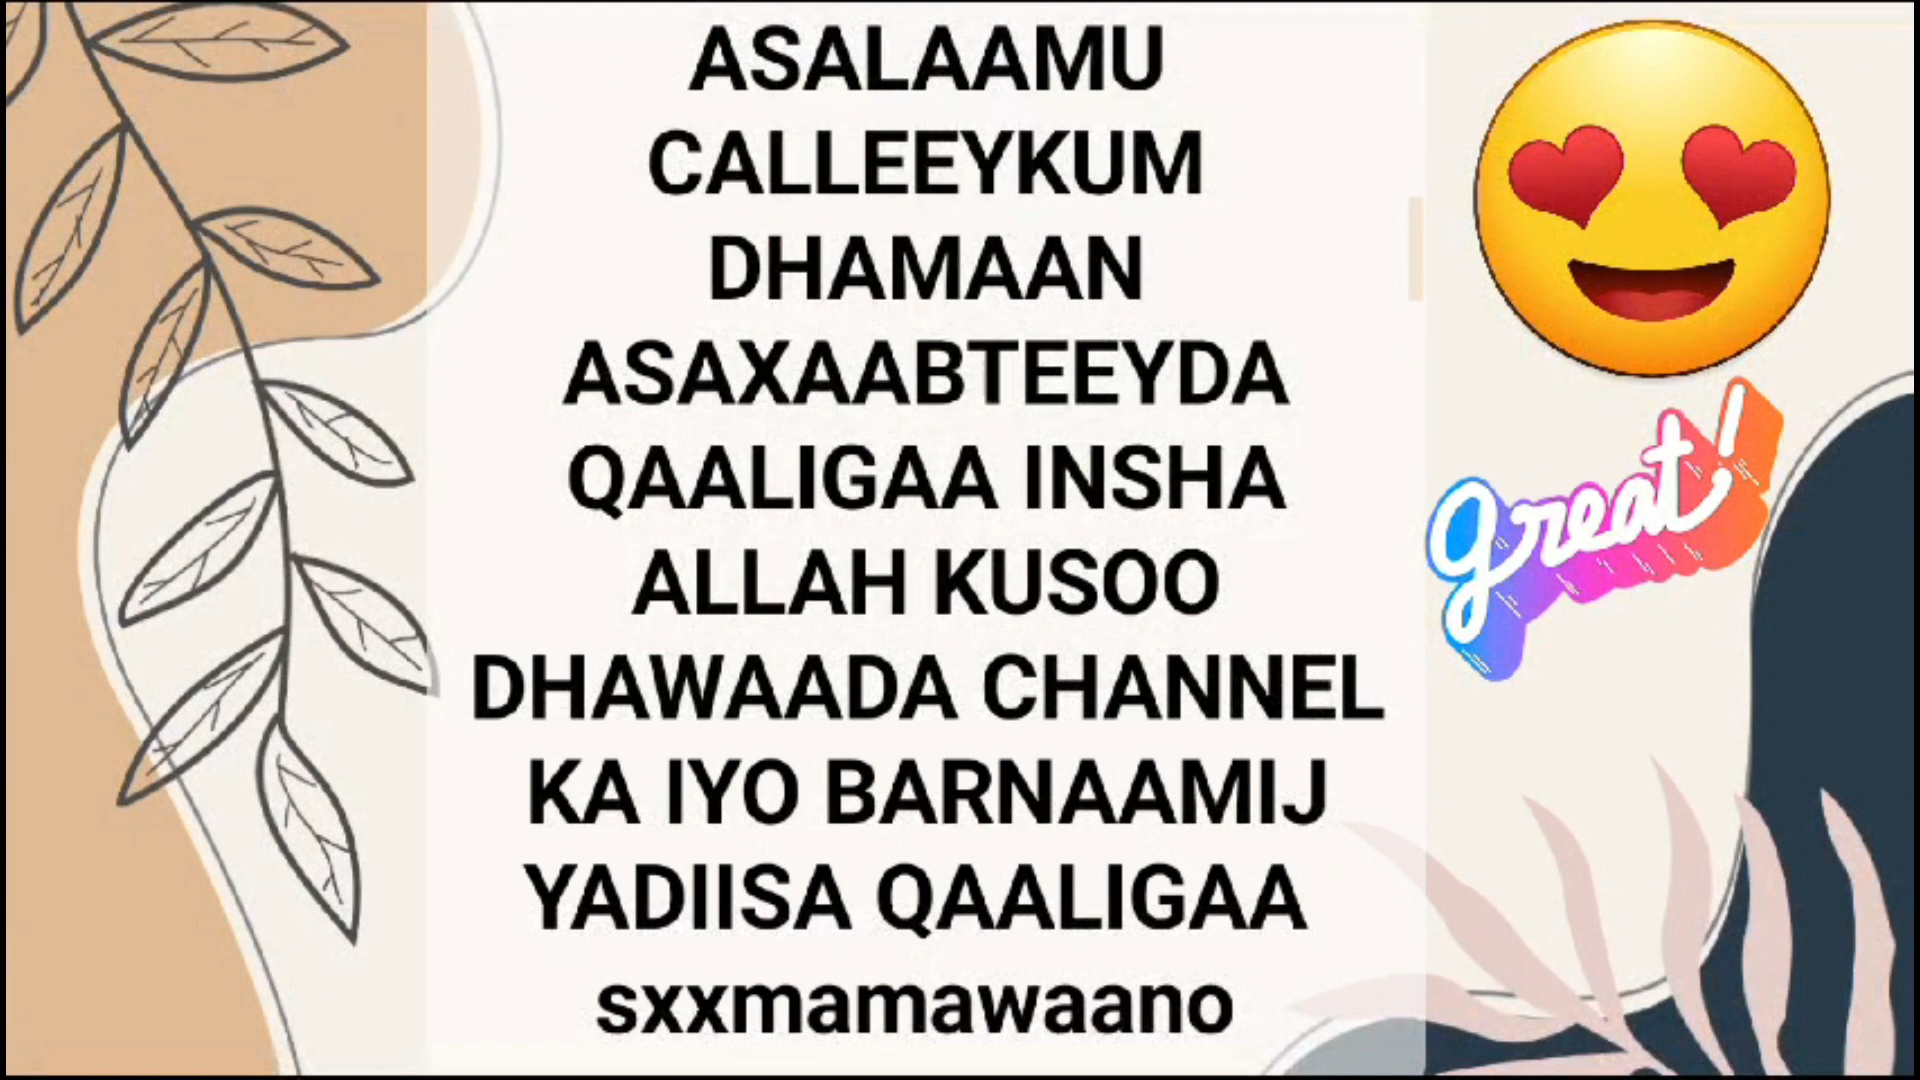 ASALAAMU
CALLEEYKUM
DHAMAAN
ASAXAABTEEYDA
QAALIGAA INSHA
ALLAH KUSOO
DHAWAADA CHANNEL
KA IYO BARNAAMIJ
YADIISA QAALIGAA
sxxmamawaano
great!